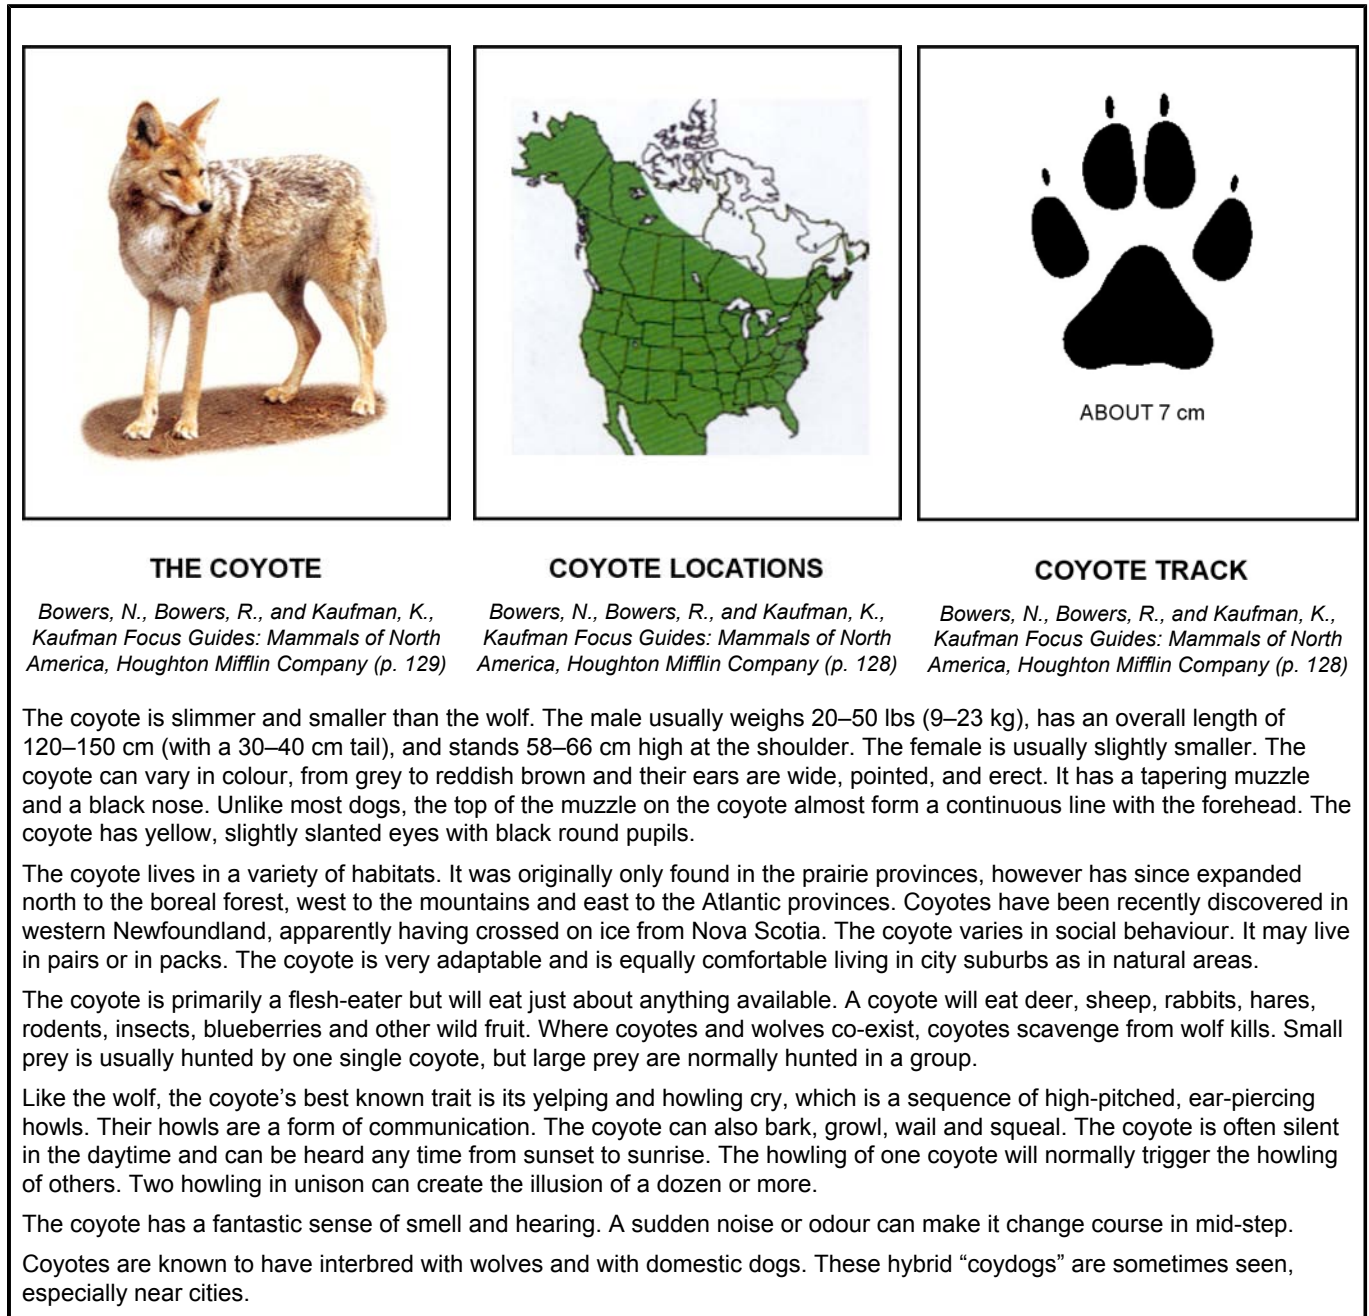 ABOUT 7 cm
THE COYOTE
Bowers, N., Bowers, R., and Kaufman, K.,
Kaufman Focus Guides: Mammals of North
America, Houghton Mifflin Company (p. 129)
COYOTE LOCATIONS
Bowers, N., Bowers, R., and Kaufman, K.,
Kaufman Focus Guides: Mammals of North
America, Houghton Mifflin Company (p. 128)
COYOTE TRACK
Bowers, N., Bowers, R., and Kaufman, K.,
Kaufman Focus Guides: Mammals of North
America, Houghton Mifflin Company (p. 128)
The coyote is slimmer and smaller than the wolf. The male usually weighs 20–50 lbs (9–23 kg), has an overall length of
120–150 cm (with a 30–40 cm tail), and stands 58–66 cm high at the shoulder. The female is usually slightly smaller. The
coyote can vary in colour, from grey to reddish brown and their ears are wide, pointed, and erect. It has a tapering muzzle
and a black nose. Unlike most dogs, the top of the muzzle on the coyote almost form a continuous line with the forehead. The
coyote has yellow, slightly slanted eyes with black round pupils.
The coyote lives in a variety of habitats. It was originally only found in the prairie provinces, however has since expanded
north to the boreal forest, west to the mountains and east to the Atlantic provinces. Coyotes have been recently discovered in
western Newfoundland, apparently having crossed on ice from Nova Scotia. The coyote varies in social behaviour. It may live
in pairs or in packs. The coyote is very adaptable and is equally comfortable living in city suburbs as in natural areas.
The coyote is primarily a flesh-eater but will eat just about anything available. A coyote will eat deer, sheep, rabbits, hares,
rodents, insects, blueberries and other wild fruit. Where coyotes and wolves co-exist, coyotes scavenge from wolf kills. Small
prey is usually hunted by one single coyote, but large prey are normally hunted in a group.
Like the wolf, the coyote's best known trait is its yelping and howling cry, which is a sequence of high-pitched, ear-piercing
howls. Their howls are a form of communication. The coyote can also bark, growl, wail and squeal. The coyote is often silent
in the daytime and can be heard any time from sunset to sunrise. The howling of one coyote will normally trigger the howling
of others. Two howling in unison can create the illusion of a dozen or more.
The coyote has a fantastic sense of smell and hearing. A sudden noise or odour can make it change course in mid-step.
Coyotes are known to have interbred with wolves and with domestic dogs. These hybrid “coydogs” are sometimes seen,
especially near cities.